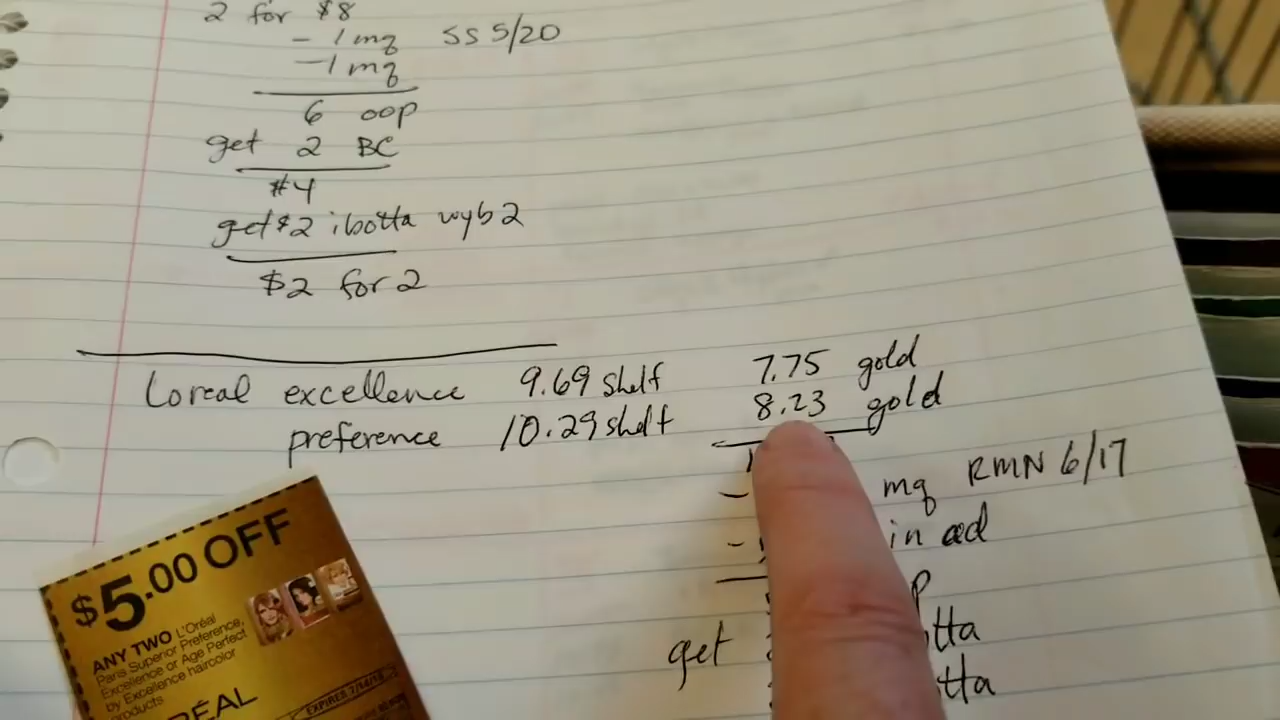 2 for $8
- 1 mq SS 5/20
- 1 mq
6 oop
get 2 BC
#4
get $2 ibotta wyb 2
$2 for 2
Loreal excellence 9.69 shelf 7.75 gold
preference 10.29 shelf 8.23 gold
- mq RMN 6/17
- in ad
get
$5.00 OFF
ANY TWO L'Oréal
Paris Superior Preference,
Excellence or Age Perfect
by Excellence haircolor
products
EXPIRES 7/14/18